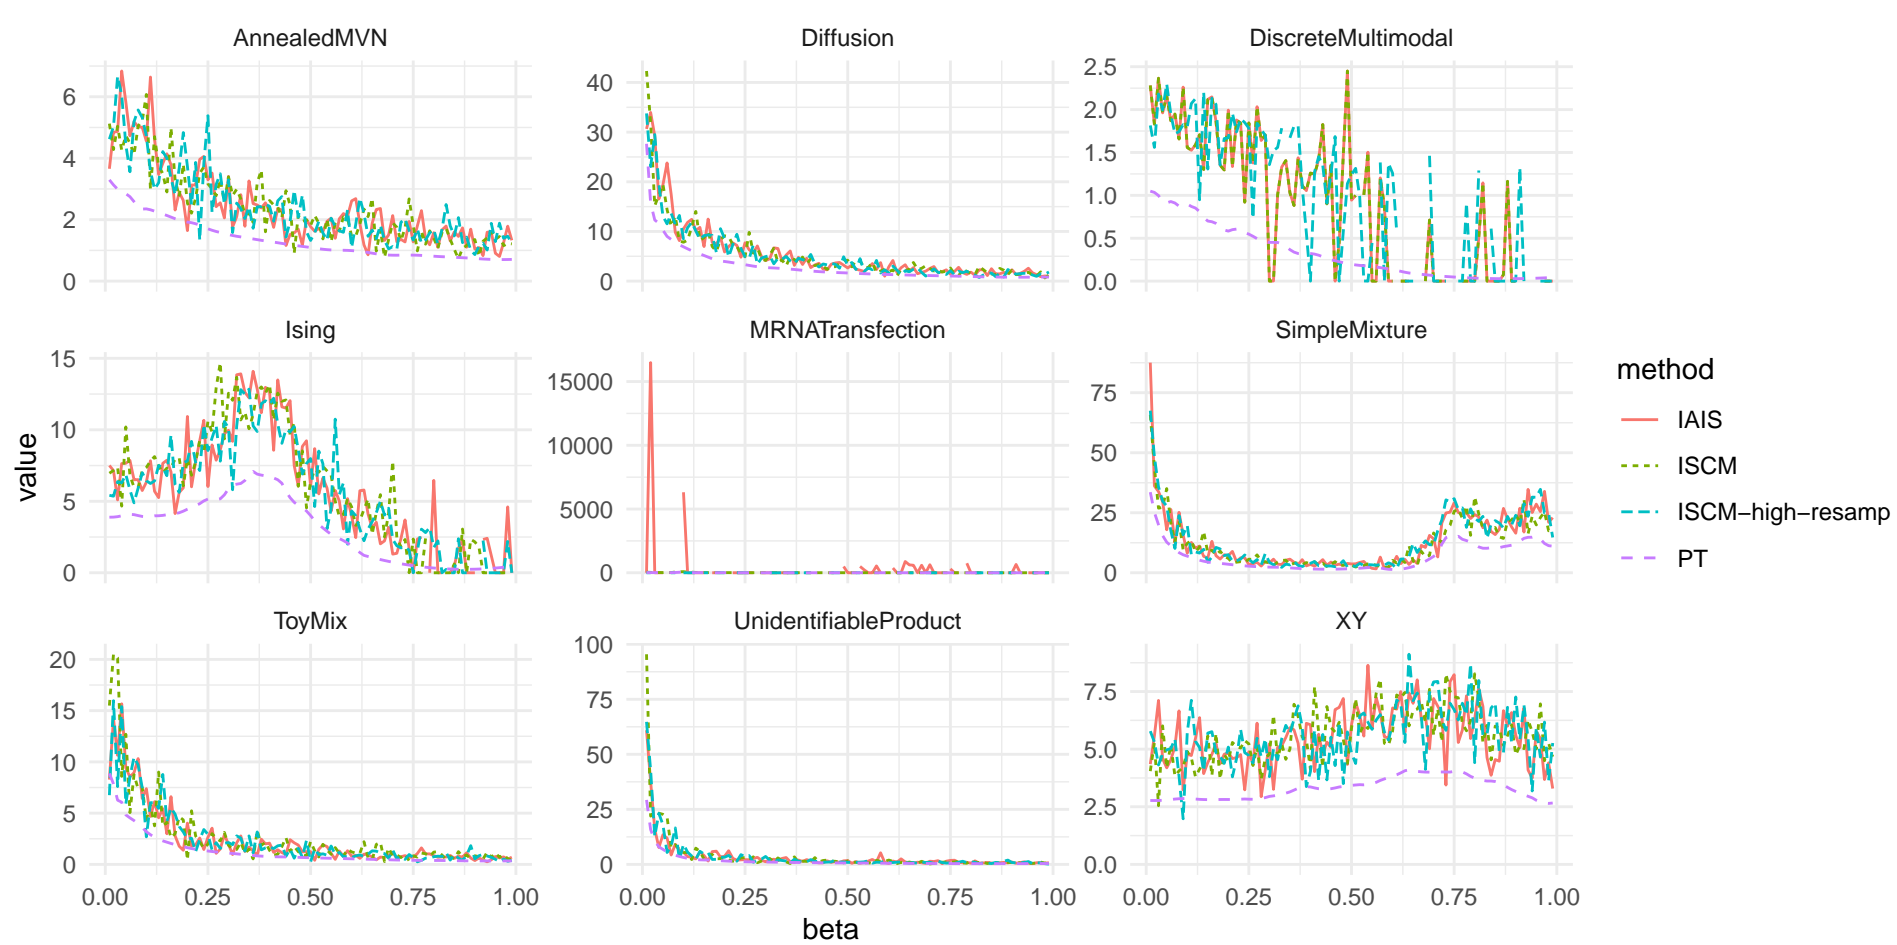 AnnealedMVN
Diffusion
DiscreteMultimodal
0
2
4
6
0
10
20
30
40
0.0
0.5
1.0
1.5
2.0
2.5
Ising
MRNATransfection
SimpleMixture
0
5
10
15
0
5000
10000
15000
0
25
50
75
ToyMix
UnidentifiableProduct
XY
0
5
10
15
20
0
25
50
75
100
0.0
2.5
5.0
7.5
0.00 0.25 0.50 0.75 1.00
0.00 0.25 0.50 0.75 1.00
0.00 0.25 0.50 0.75 1.00
beta
value
method
IAIS
ISCM
ISCM−high−resamp
PT